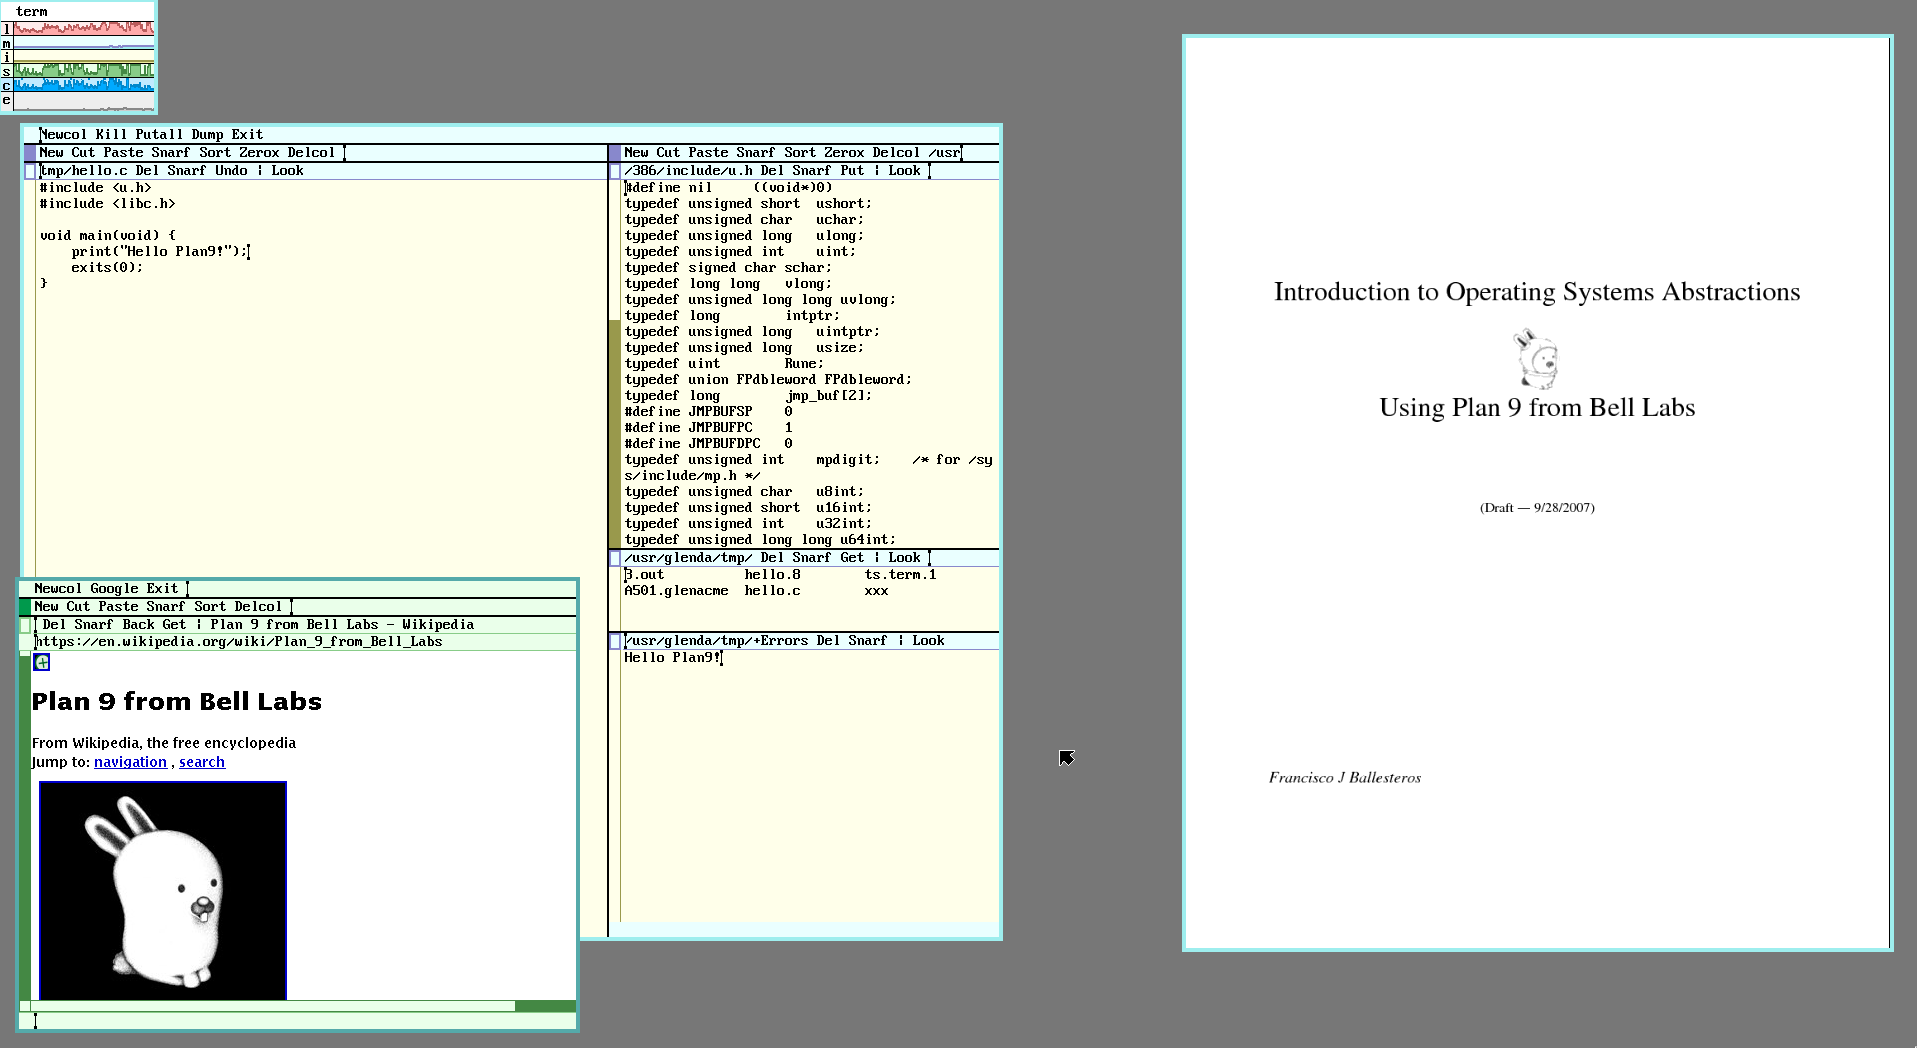 term
l
m
i
s
c
e
Newcol Kill Putall Dump Exit
New Cut Paste Snarf Sort Zerox Delcol
tmp/hello.c Del Snarf Undo | Look
#include <u.h>
#include <libc.h>
void main(void) {
print("Hello Plan9!");
exits(0);
}
New Cut Paste Snarf Sort Zerox Delcol /usr
/386/include/u.h Del Snarf Put | Look
#define nil ((void*)0)
typedef unsigned short ushort;
typedef unsigned char uchar;
typedef unsigned long ulong;
typedef unsigned int uint;
typedef signed char schar;
typedef long long vlong;
typedef unsigned long long uvlong;
typedef long intptr;
typedef unsigned long uintptr;
typedef unsigned long usize;
typedef uint Rune;
typedef union FPdbleword FPdbleword;
typedef long jmp_buf[2];
#define JMPBUFSP 0
#define JMPBUFPC 1
#define JMPBUFDPC 0
typedef unsigned int mpdigit; /* for /sy
s/include/mp.h */
typedef unsigned char u8int;
typedef unsigned short u16int;
typedef unsigned int u32int;
typedef unsigned long long u64int;
/usr/glenda/tmp/ Del Snarf Get | Look
8.out hello.8 ts.term.1
A501.glenacme hello.c xxx
/usr/glenda/tmp/+Errors Del Snarf | Look
Hello Plan9!
Newcol Google Exit
New Cut Paste Snarf Sort Delcol
Del Snarf Back Get | Plan 9 from Bell Labs - Wikipedia
https://en.wikipedia.org/wiki/Plan_9_from_Bell_Labs
Plan 9 from Bell Labs
From Wikipedia, the free encyclopedia
Jump to: navigation , search
Introduction to Operating Systems Abstractions
Using Plan 9 from Bell Labs
(Draft — 9/28/2007)
Francisco J Ballesteros